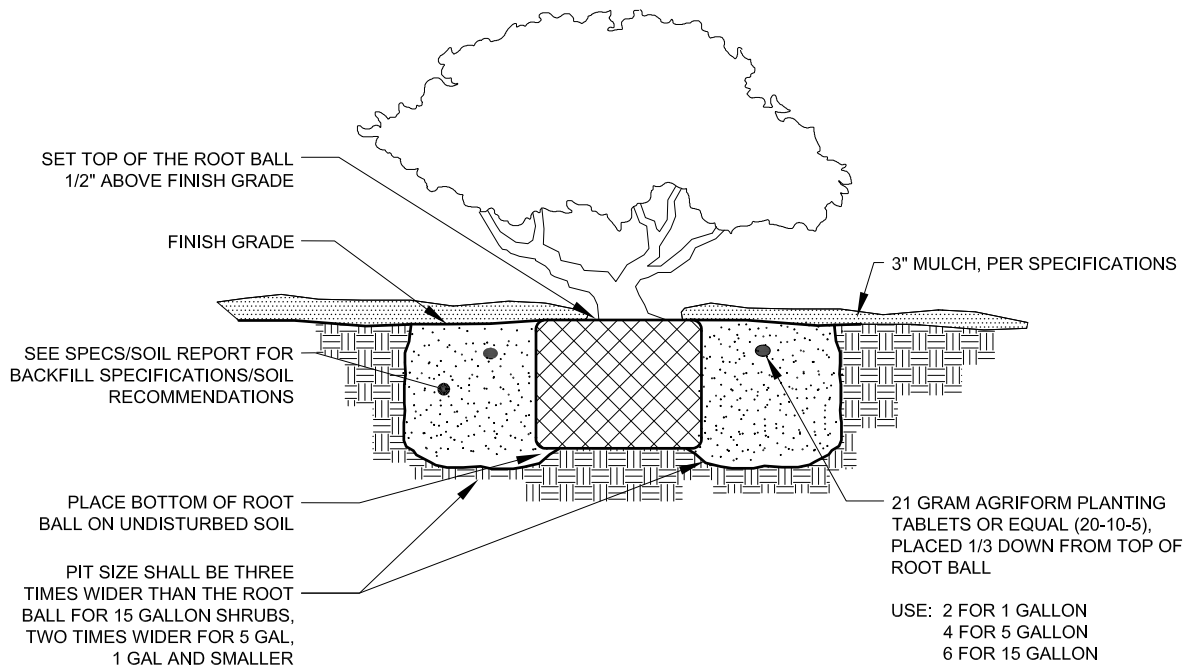 SET TOP OF THE ROOT BALL
1/2" ABOVE FINISH GRADE
FINISH GRADE
SEE SPECS/SOIL REPORT FOR
BACKFILL SPECIFICATIONS/SOIL
RECOMMENDATIONS
PLACE BOTTOM OF ROOT
BALL ON UNDISTURBED SOIL
PIT SIZE SHALL BE THREE
TIMES WIDER THAN THE ROOT
BALL FOR 15 GALLON SHRUBS,
TWO TIMES WIDER FOR 5 GAL,
1 GAL AND SMALLER
3" MULCH, PER SPECIFICATIONS
21 GRAM AGRIFORM PLANTING
TABLETS OR EQUAL (20-10-5),
PLACED 1/3 DOWN FROM TOP OF
ROOT BALL
USE: 2 FOR 1 GALLON
4 FOR 5 GALLON
6 FOR 15 GALLON